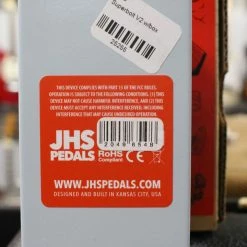 Superbolt V2 w/box
26266
THIS DEVICE COMPLIES WITH PART 15 OF THE FCC RULES.
OPERATION IS SUBJECT TO THE FOLLOWING CONDITIONS. (1) THIS
DEVICE MAY NOT CAUSE HARMFUL INTERFERENCE, AND (2) THIS
DEVICE MUST ACCEPT ANY INTERFERENCE RECEIVED, INCLUDING
INTERFERENCE THAT MAY CAUSE UNDESIRED OPERATION.
JHS
PEDALS
RoHS
Compliant
WWW.JHSPEDALS.COM
DESIGNED AND BUILT IN KANSAS CITY, USA